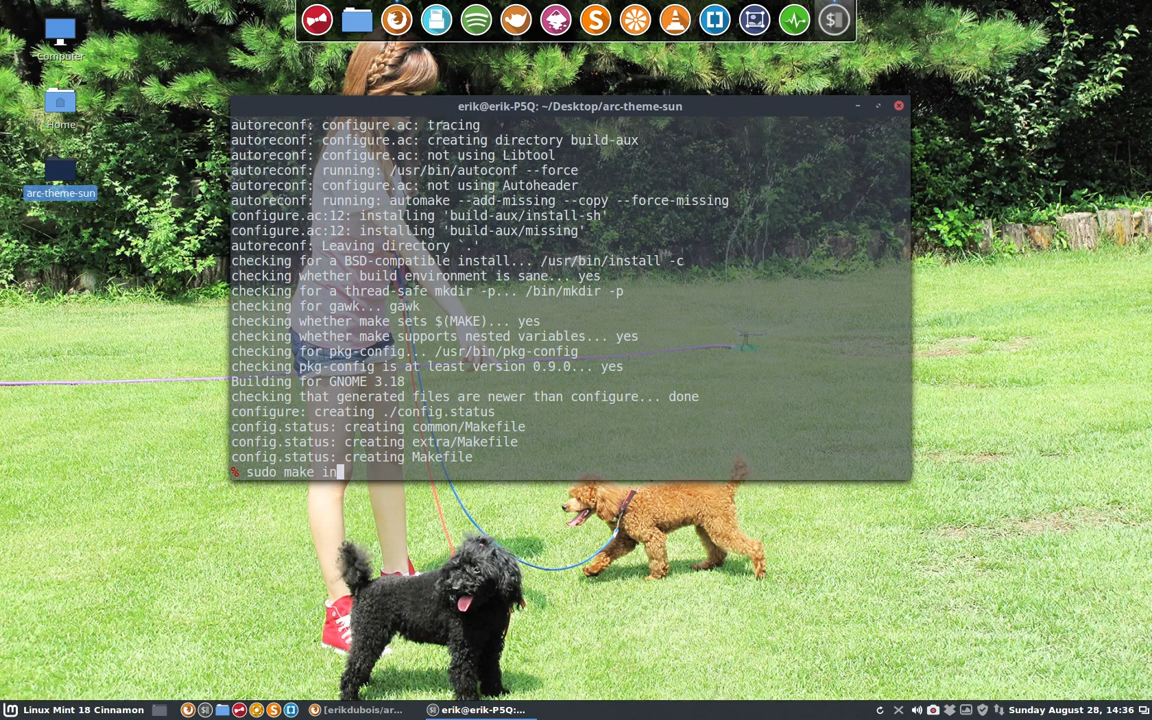 Computer
Home
arc-theme-sun
erik@erik-P5Q: ~/Desktop/arc-theme-sun
autoreconf: configure.ac: tracing
autoreconf: configure.ac: creating directory build-aux
autoreconf: configure.ac: not using Libtool
autoreconf: running: /usr/bin/autoconf --force
autoreconf: configure.ac: not using Autoheader
autoreconf: running: automake --add-missing --copy --force-missing
configure.ac:12: installing 'build-aux/install-sh'
configure.ac:12: installing 'build-aux/missing'
autoreconf: Leaving directory `.'
checking for a BSD-compatible install... /usr/bin/install -c
checking whether build environment is sane... yes
checking for a thread-safe mkdir -p... /bin/mkdir -p
checking for gawk... gawk
checking whether make sets $(MAKE)... yes
checking whether make supports nested variables... yes
checking for pkg-config... /usr/bin/pkg-config
checking pkg-config is at least version 0.9.0... yes
Building for GNOME 3.18
checking that generated files are newer than configure... done
configure: creating ./config.status
config.status: creating common/Makefile
config.status: creating extra/Makefile
config.status: creating Makefile
% sudo make in
Linux Mint 18 Cinnamon
[erikdubois/ar...
erik@erik-P5Q:...
Sunday August 28, 14:36